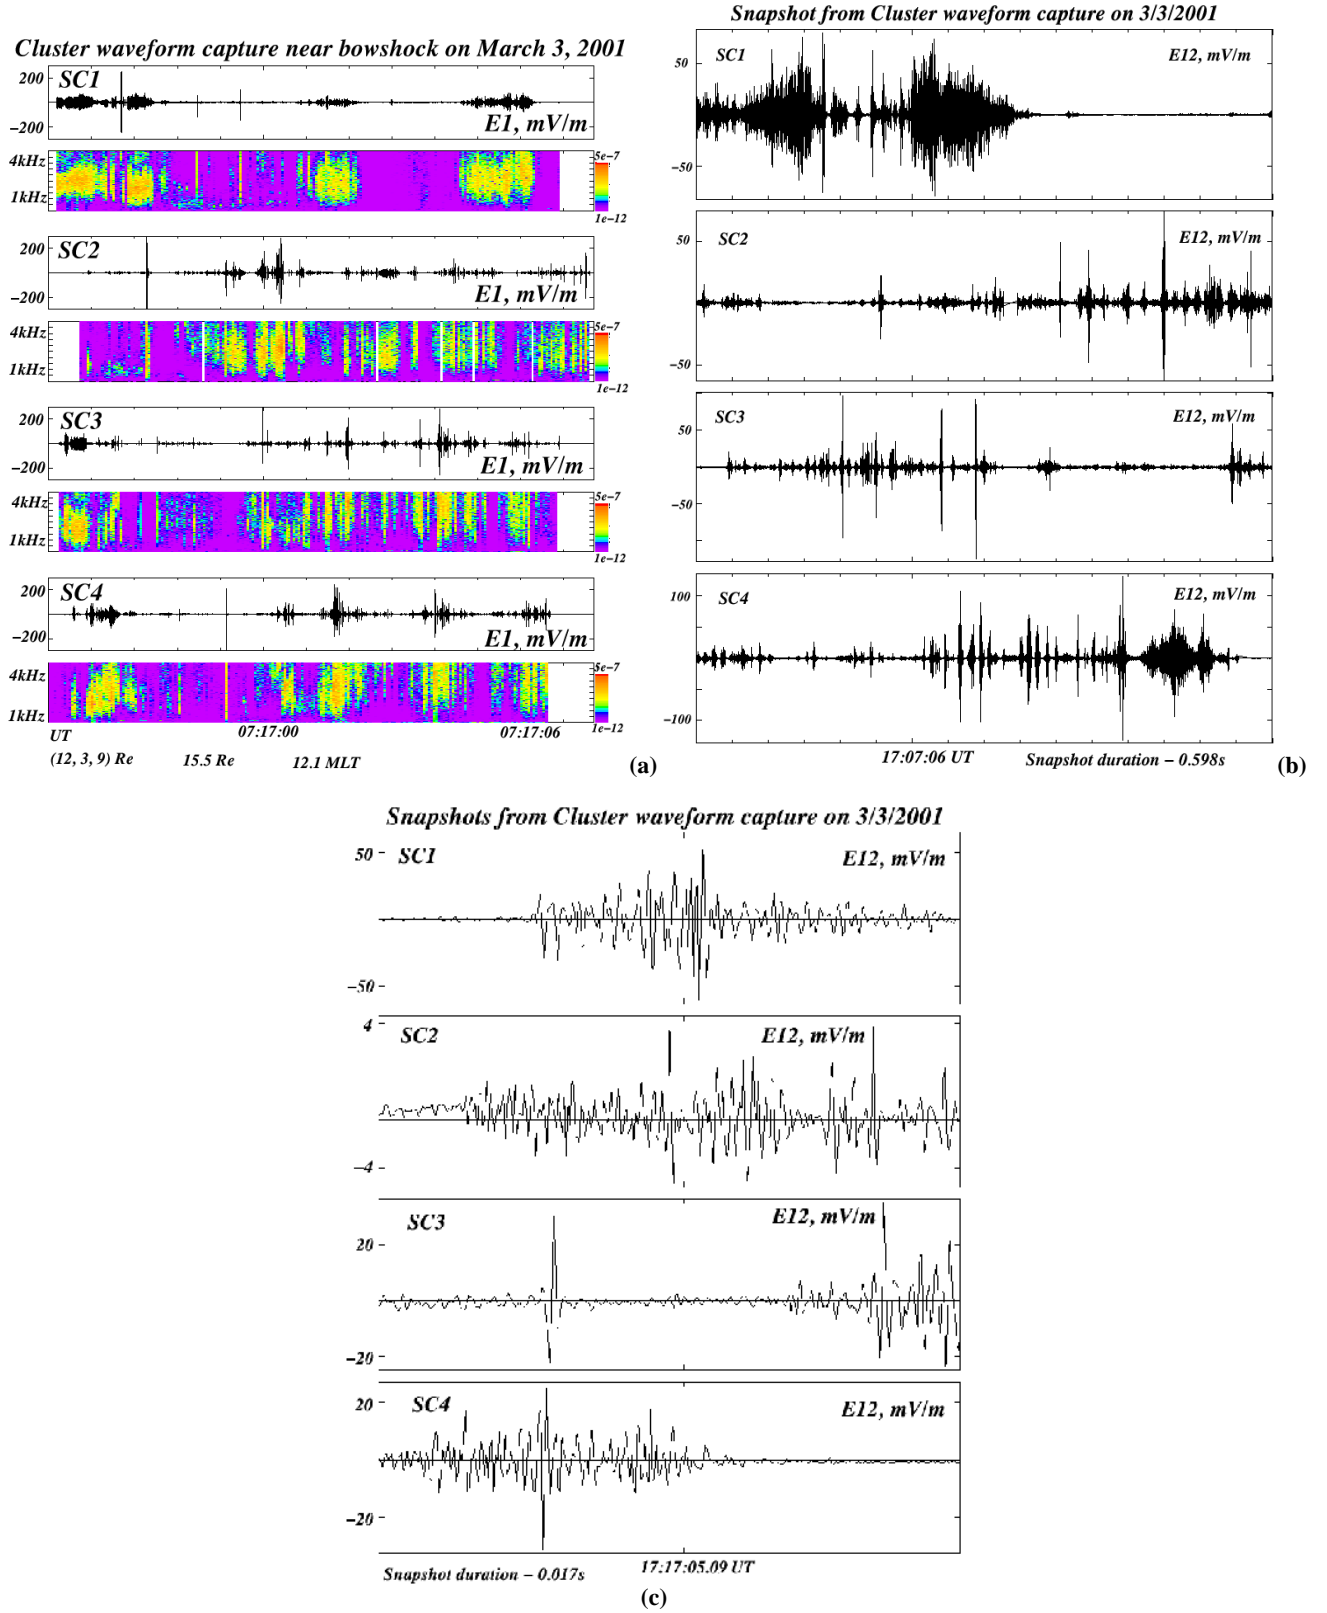 Cluster waveform capture near bowshock on March 3, 2001
SC1
200
−200
E1, mV/m
4kHz
1kHz
5e−7
1e−12
SC2
200
−200
E1, mV/m
4kHz
1kHz
5e−7
1e−12
SC3
200
−200
E1, mV/m
4kHz
1kHz
5e−7
1e−12
SC4
200
−200
E1, mV/m
4kHz
1kHz
5e−7
1e−12
UT 07:17:00 07:17:06
(12, 3, 9) Re 15.5 Re 12.1 MLT
(a)
Snapshot from Cluster waveform capture on 3/3/2001
SC1 E12, mV/m
50
−50
SC2 E12, mV/m
50
−50
SC3 E12, mV/m
50
−50
SC4 E12, mV/m
100
−100
17:07:06 UT Snapshot duration − 0.598s
(b)
Snapshots from Cluster waveform capture on 3/3/2001
50 SC1 E12, mV/m
−50
4 SC2 E12, mV/m
−4
SC3 E12, mV/m
20
−20
20 SC4 E12, mV/m
−20
Snapshot duration − 0.017s 17:17:05.09 UT
(c)